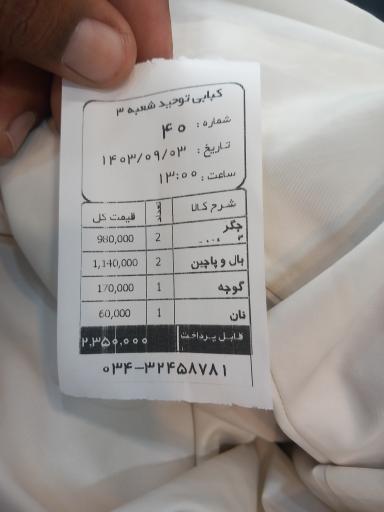 کبابی توحید شعبه ۳
شماره: ۴۰
تاریخ: ۱۴۰۳/۰۹/۰۳
ساعت: ۱۳:۰۰
شرح کالا تعداد قیمت کل
جگر 2 980,000
بال و پاچین 2 1,140,000
گوجه 1 170,000
نان 1 60,000
قابل پرداخت ۲,۳۵۰,۰۰۰
۰۳۴-۳۲۴۵۸۷۸۱